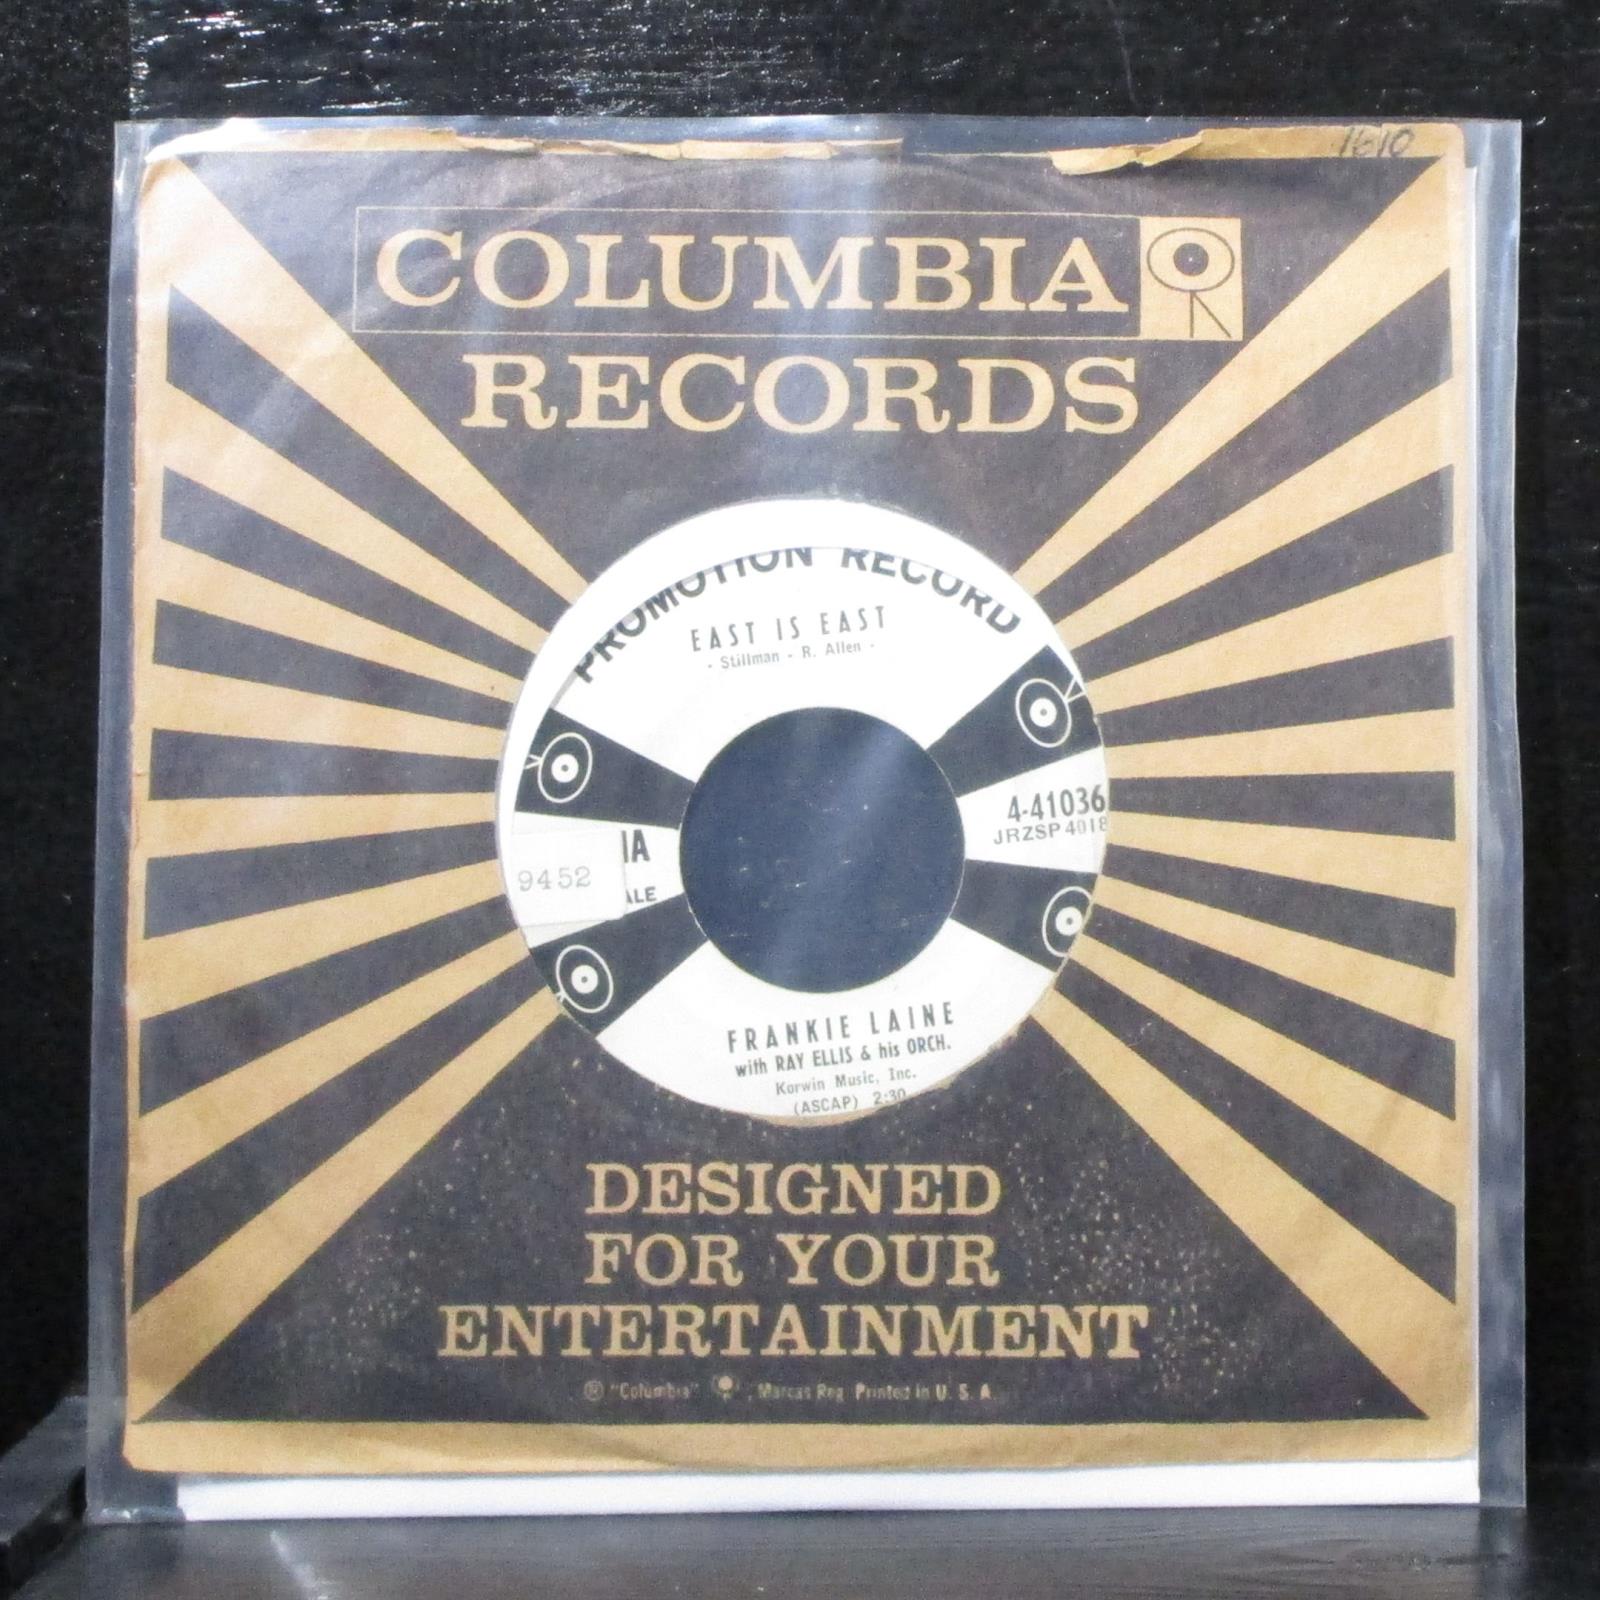 1610
COLUMBIA
RECORDS
PROMOTION RECORD
EAST IS EAST
- Stillman - R. Allen -
4-41036
JRZSP 4018
IA
9452
ALE
FRANKIE LAINE
with RAY ELLIS & his ORCH.
Korwin Music, Inc.
(ASCAP) 2:30
DESIGNED
FOR YOUR
ENTERTAINMENT
® "Columbia" , Marcas Reg. Printed in U. S. A.